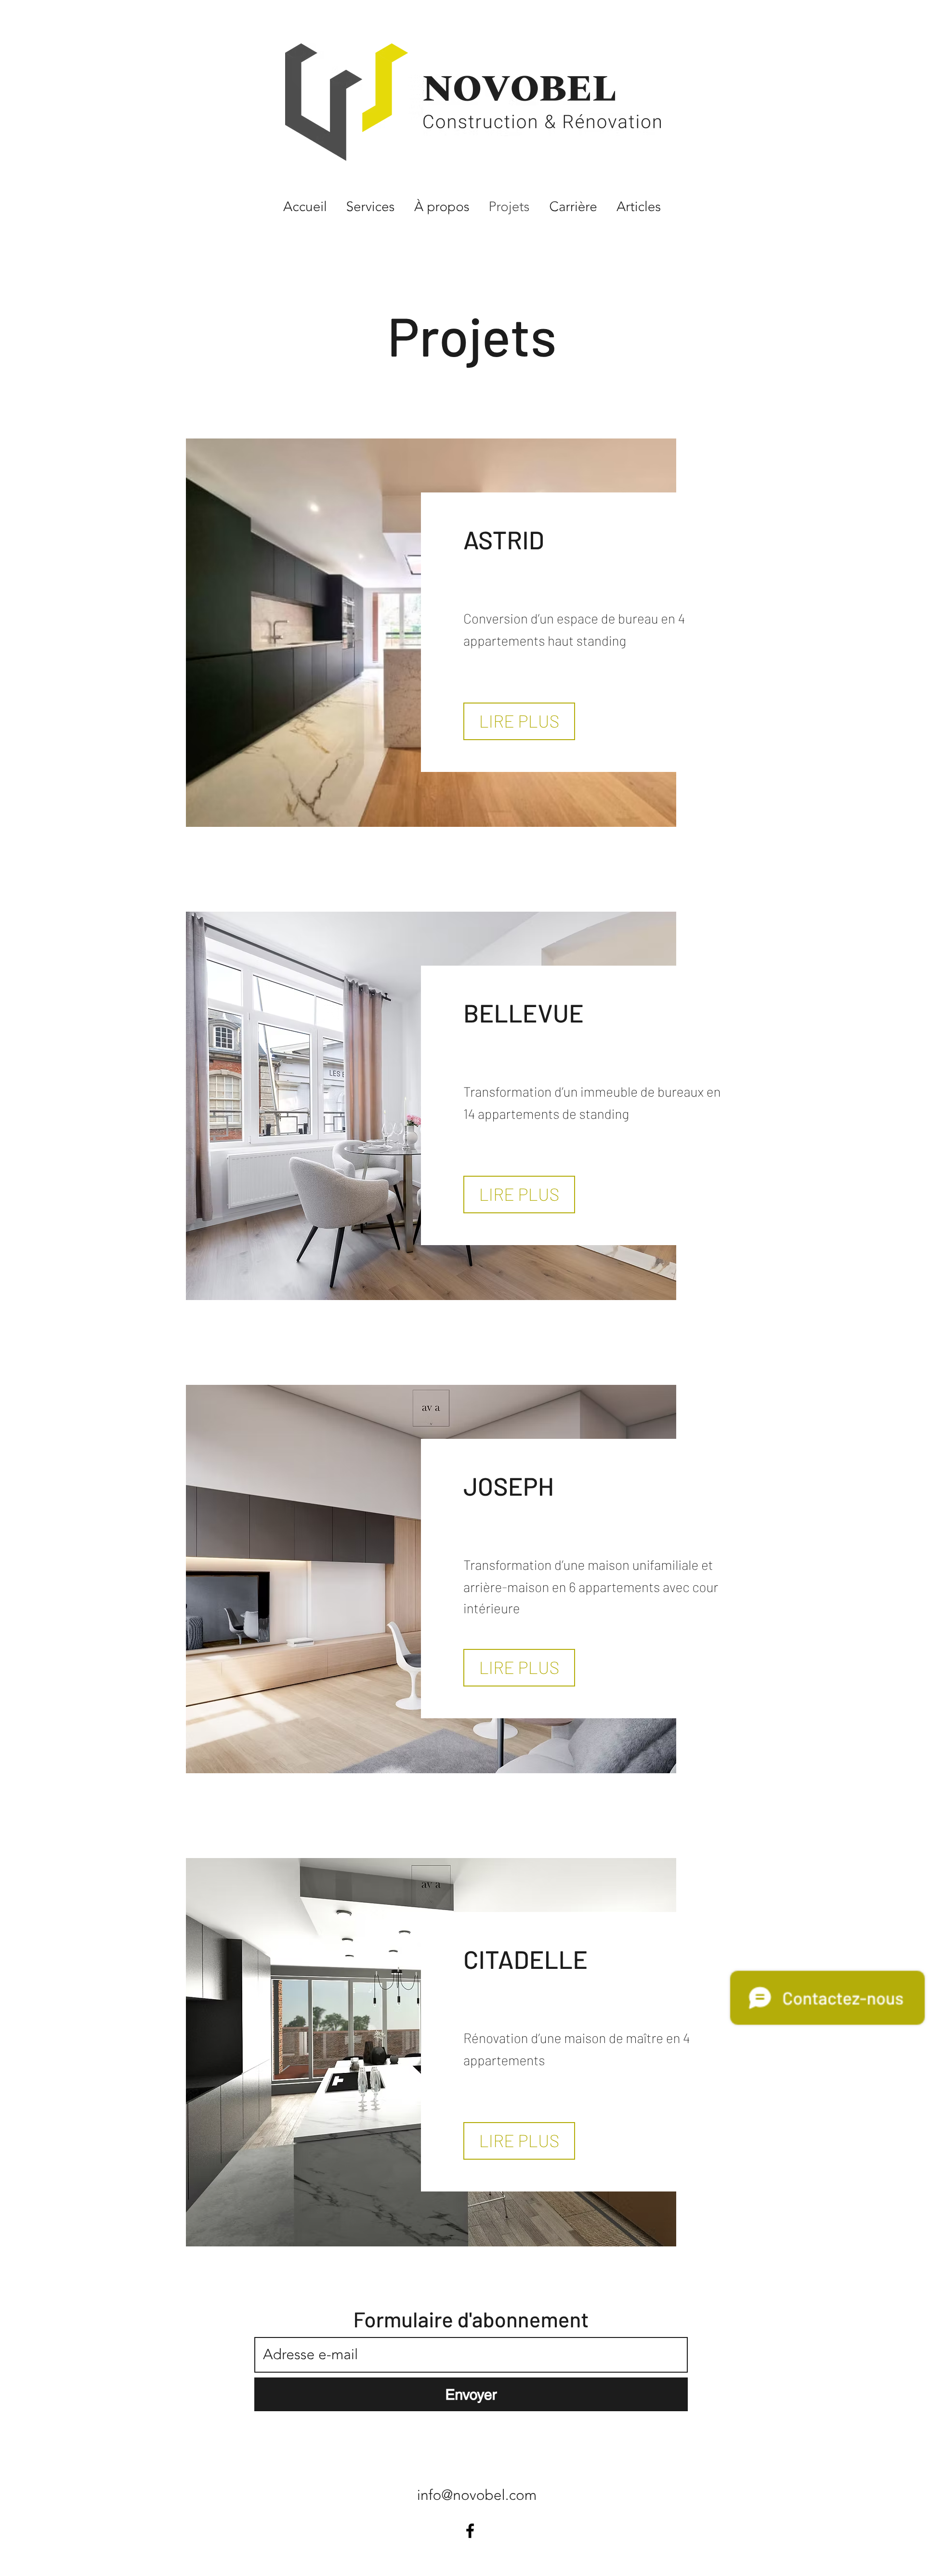 NOVOBEL
Construction & Rénovation
Accueil Services À propos Projets Carrière Articles
Projets
ASTRID
Conversion d'un espace de bureau en 4
appartements haut standing
LIRE PLUS
LES
BELLEVUE
Transformation d'un immeuble de bureaux en
14 appartements de standing
LIRE PLUS
av a
JOSEPH
Transformation d'une maison unifamiliale et
arrière-maison en 6 appartements avec cour
intérieure
LIRE PLUS
av a
CITADELLE
Rénovation d'une maison de maître en 4
appartements
LIRE PLUS
Contactez-nous
Formulaire d'abonnement
Adresse e-mail
Envoyer
info@novobel.com